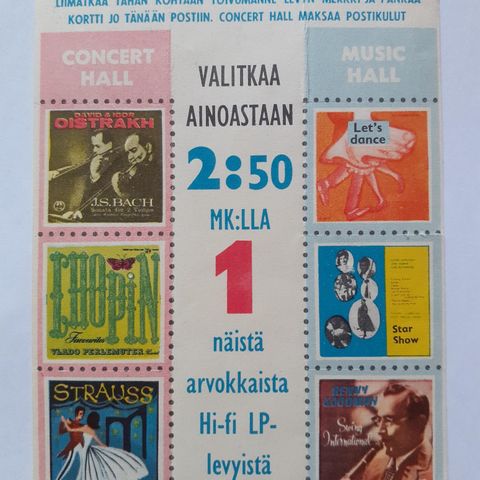 LIIMATKAA TÄHÄN KOHTAAN TOIVOMANNE LEVYN MERKKI JA PANKAA
KORTTI JO TÄNÄÄN POSTIIN. CONCERT HALL MAKSAA POSTIKULUT
CONCERT
HALL
VALITKAA
AINOASTAAN
2:50
MK:LLA
1
näistä
arvokkaista
Hi-fi LP-
levyistä
MUSIC
HALL
DAVID & IGOR
OISTRAKH
J.S. BACH
CHOPIN
Favourites
VLADO PERLEMUTER
STRAUSS
Let's
dance
Star
Show
BENNY
GOODMAN
Swing
International